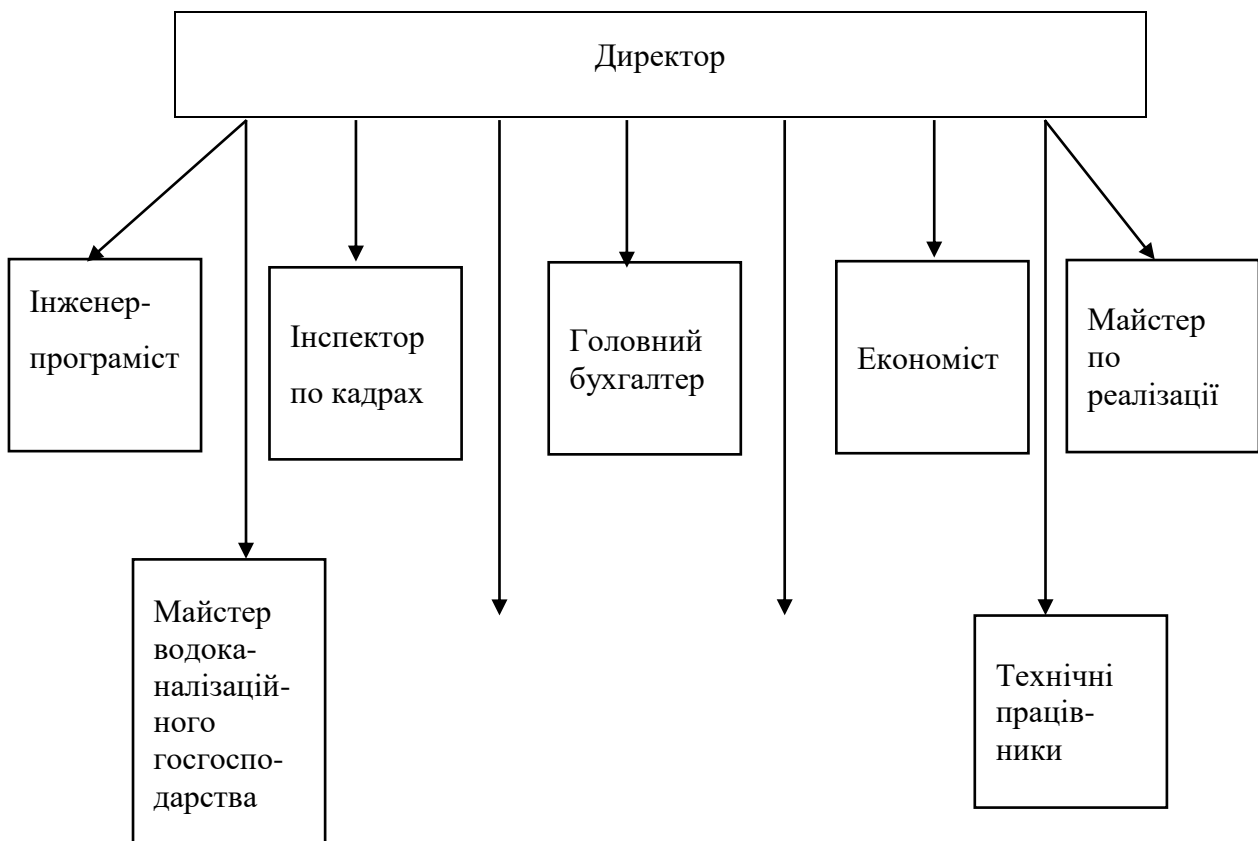 Директор
Інженер-
програміст
Інспектор
по кадрах
Головний
бухгалтер
Економіст
Майстер
по
реалізації
Майстер
водока-
налізацій-
ного
госгоспо-
дарства
Технічні
праців-
ники